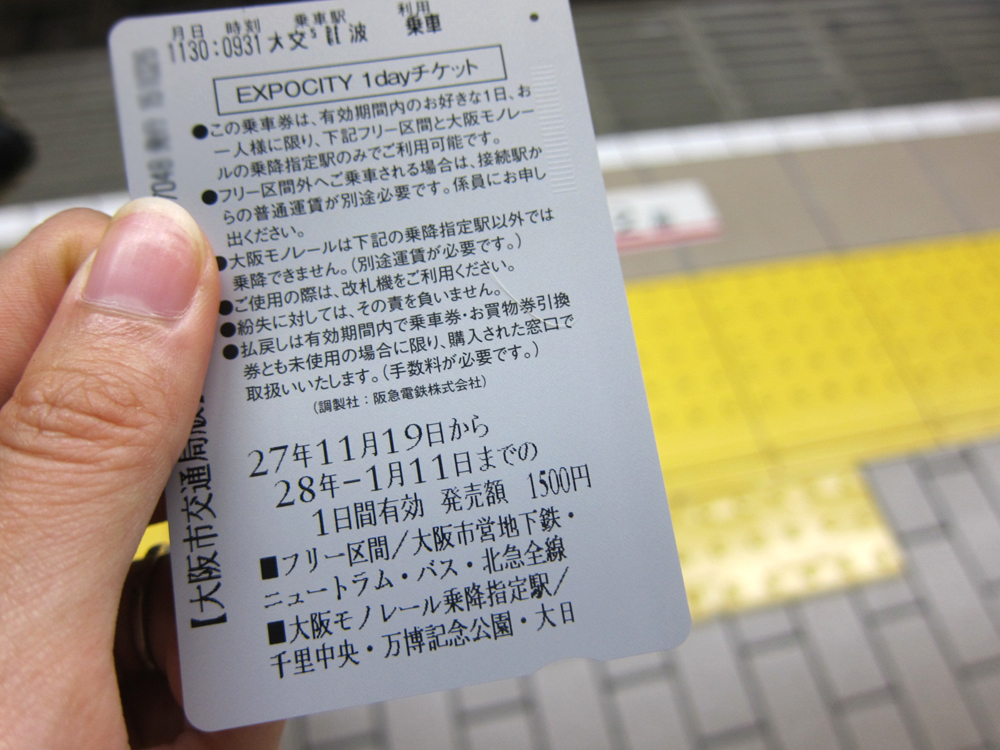 月日 時刻 乗車駅 利用
1130:0931 大交 波 乗車
EXPOCITY 1dayチケット
●この乗車券は、有効期間内のお好きな1日、お
一人様に限り、下記フリー区間と大阪モノレー
ルの乗降指定駅のみでご利用可能です。
●フリー区間外へご乗車される場合は、接続駅か
らの普通運賃が別途必要です。係員にお申し
出ください。
●大阪モノレールは下記の乗降指定駅以外では
乗降できません。(別途運賃が必要です。)
●ご使用の際は、改札機をご利用ください。
●紛失に対しては、その責を負いません。
●払戻しは有効期間内で乗車券・お買物券引換
券とも未使用の場合に限り、購入された窓口で
取扱いいたします。(手数料が必要です。)
(調製社:阪急電鉄株式会社)
27年11月19日から
28年-1月11日までの
1日間有効 発売額 1500円
■フリー区間/大阪市営地下鉄・
ニュートラム・バス・北急全線
■大阪モノレール乗降指定駅/
千里中央・万博記念公園・大日
【大阪市交通局